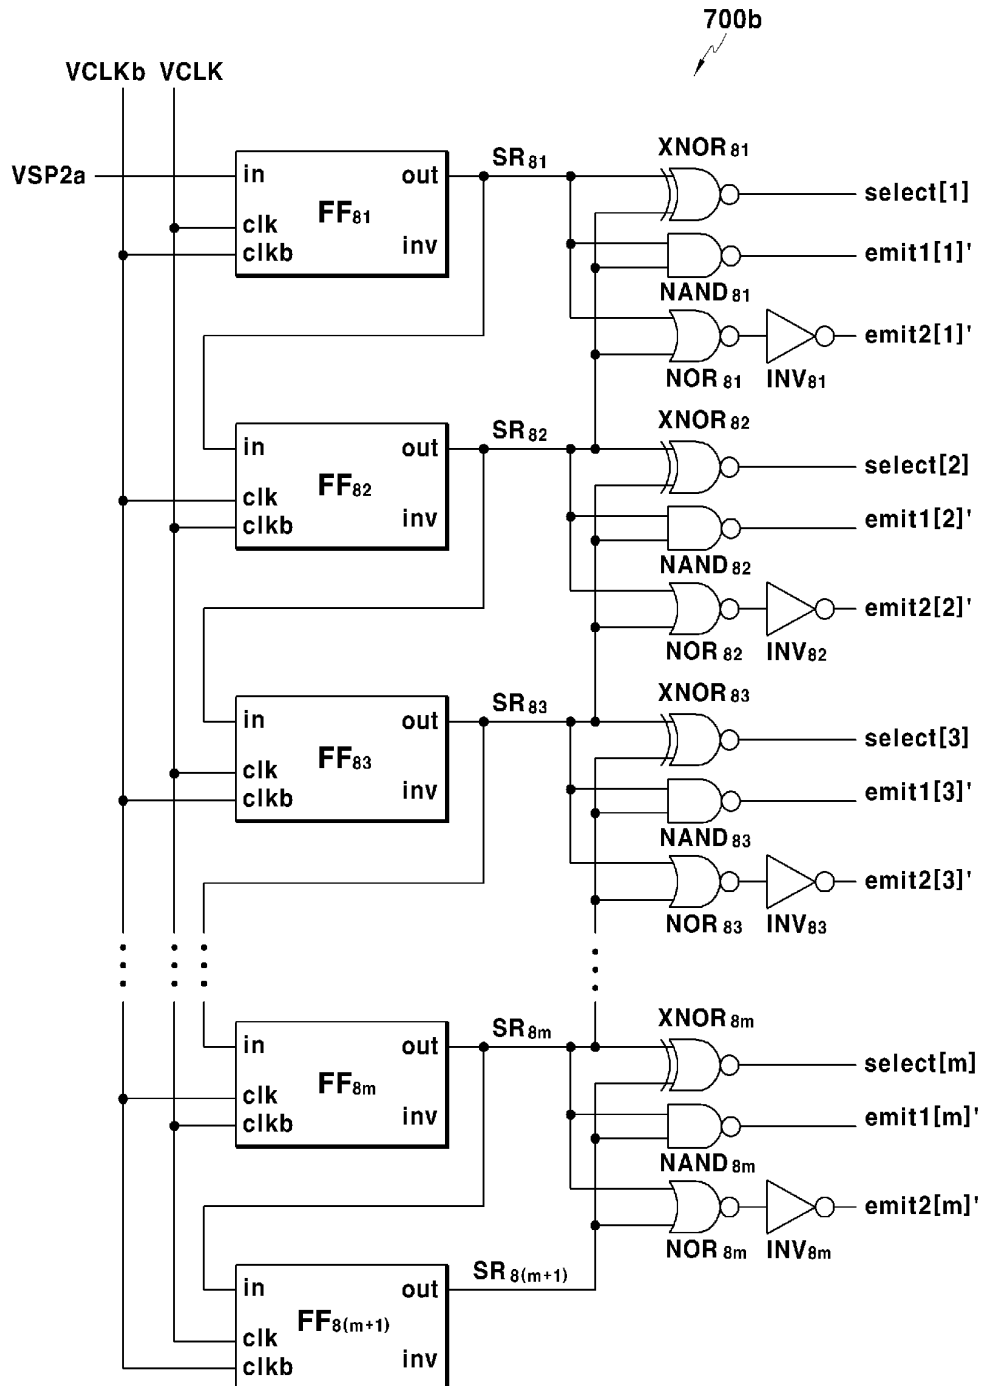 700b
VCLKb VCLK
VSP2a
in out
clk
clkb inv
FF81
SR81
XNOR81
select[1]
emit1[1]'
NAND81
emit2[1]'
NOR81 INV81
in out
clk
clkb inv
FF82
SR82
XNOR82
select[2]
emit1[2]'
NAND82
emit2[2]'
NOR82 INV82
in out
clk
clkb inv
FF83
SR83
XNOR83
select[3]
emit1[3]'
NAND83
emit2[3]'
NOR83 INV83
in out
clk
clkb inv
FF8m
SR8m
XNOR8m
select[m]
emit1[m]'
NAND8m
emit2[m]'
NOR8m INV8m
in out
clk
clkb inv
FF8(m+1)
SR8(m+1)